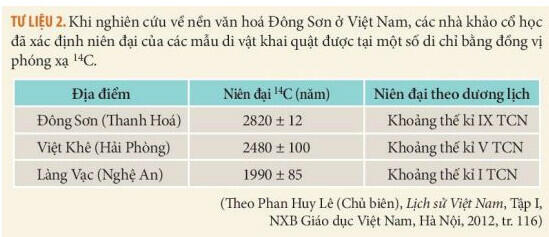 TƯ LIỆU 2. Khi nghiên cứu về nền văn hoá Đông Sơn ở Việt Nam, các nhà khảo cổ học
đã xác định niên đại của các mẫu di vật khai quật được tại một số di chỉ bằng đồng vị
phóng xạ ¹⁴C.
Địa điểm Niên đại ¹⁴C (năm) Niên đại theo dương lịch
Đông Sơn (Thanh Hoá) 2820 ± 12 Khoảng thế kỉ IX TCN
Việt Khê (Hải Phòng) 2480 ± 100 Khoảng thế kỉ V TCN
Làng Vạc (Nghệ An) 1990 ± 85 Khoảng thế kỉ I TCN
(Theo Phan Huy Lê (Chủ biên), Lịch sử Việt Nam, Tập I,
NXB Giáo dục Việt Nam, Hà Nội, 2012, tr. 116)